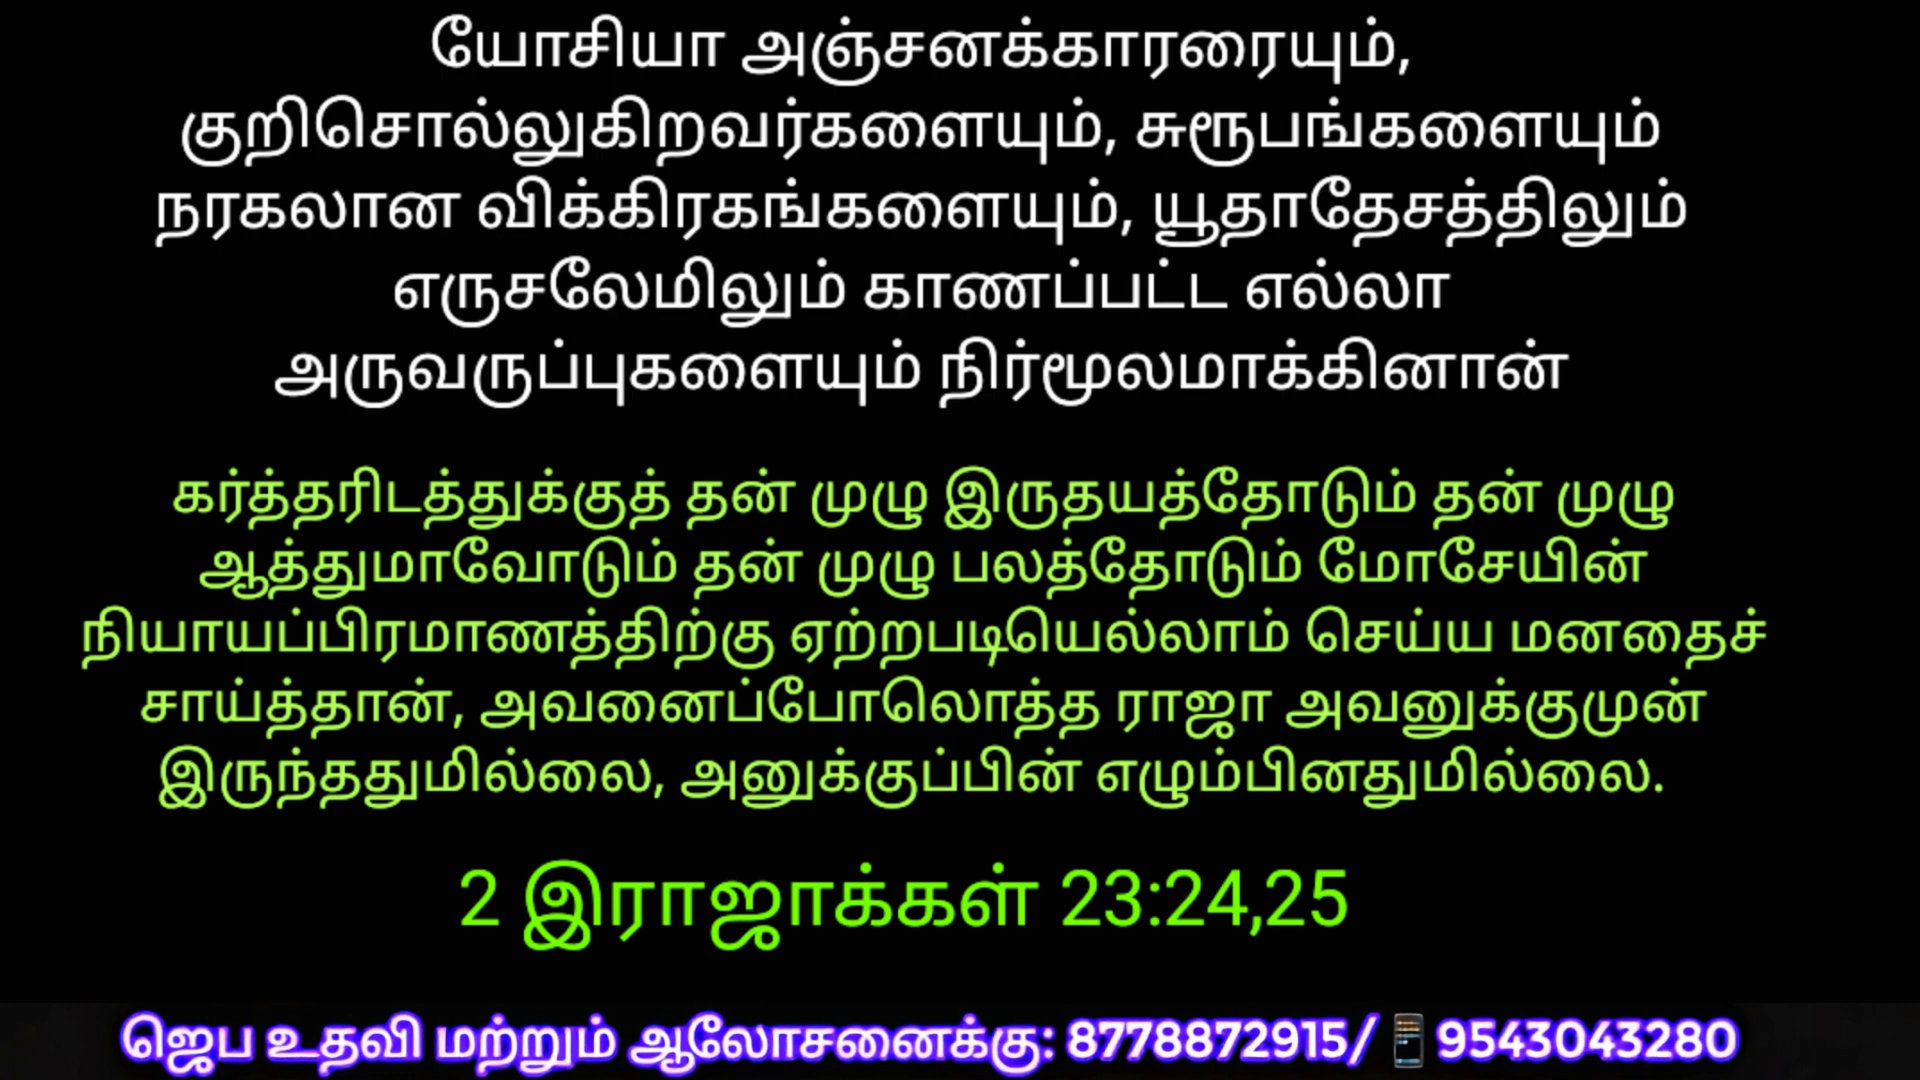 யோசியா அஞ்சனக்காரரையும்,
குறிசொல்லுகிறவர்களையும், சுரூபங்களையும்
நரகலான விக்கிரகங்களையும், யூதாதேசத்திலும்
எருசலேமிலும் காணப்பட்ட எல்லா
அருவருப்புகளையும் நிர்மூலமாக்கினான்
கர்த்தரிடத்துக்குத் தன் முழு இருதயத்தோடும் தன் முழு
ஆத்துமாவோடும் தன் முழு பலத்தோடும் மோசேயின்
நியாயப்பிரமாணத்திற்கு ஏற்றபடியெல்லாம் செய்ய மனதைச்
சாய்த்தான், அவனைப்போலொத்த ராஜா அவனுக்குமுன்
இருந்ததுமில்லை, அனுக்குப்பின் எழும்பினதுமில்லை.
2 இராஜாக்கள் 23:24,25
ஜெப உதவி மற்றும் ஆலோசனைக்கு: 8778872915/📱9543043280